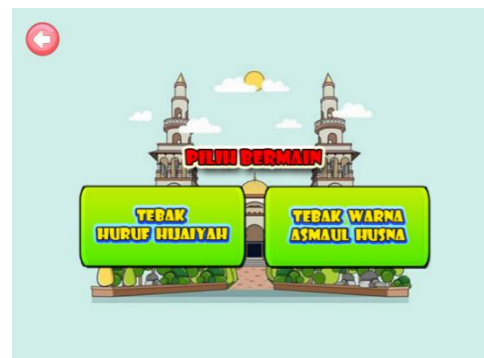 PILIH BERMAIN
TEBAK
HURUF HIJAIYAH
TEBAK WARNA
ASMAUL HUSNA